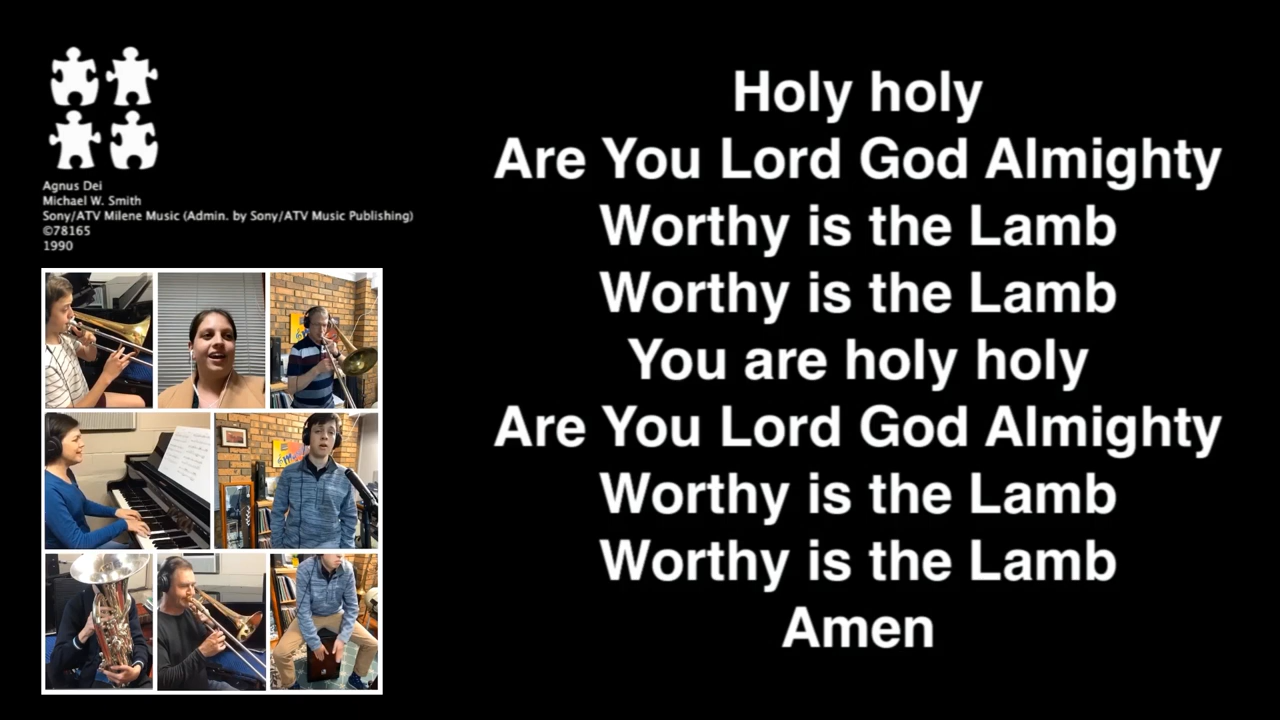 Agnus Dei
Michael W. Smith
Sony/ATV Milene Music (Admin. by Sony/ATV Music Publishing)
©78165
1990
Holy holy
Are You Lord God Almighty
Worthy is the Lamb
Worthy is the Lamb
You are holy holy
Are You Lord God Almighty
Worthy is the Lamb
Worthy is the Lamb
Amen